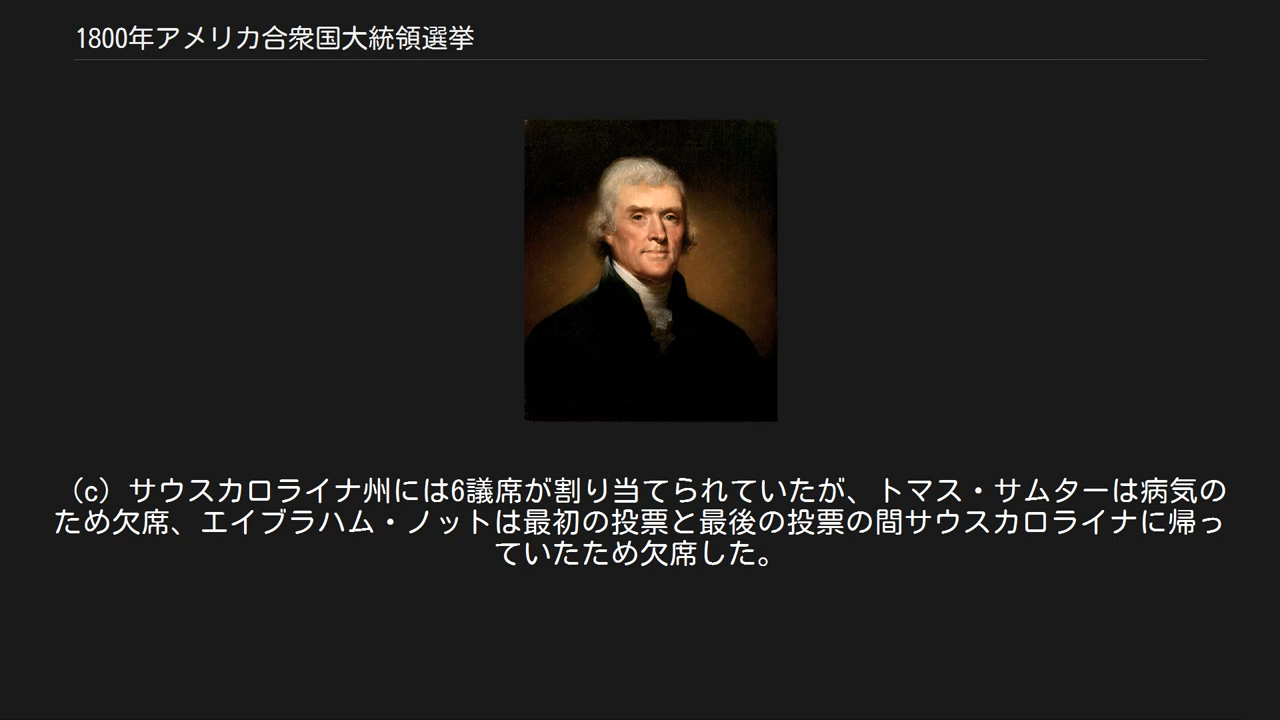 1800年アメリカ合衆国大統領選挙
（c）サウスカロライナ州には6議席が割り当てられていたが、トマス・サムターは病気の
ため欠席、エイブラハム・ノットは最初の投票と最後の投票の間サウスカロライナに帰っ
ていたため欠席した。